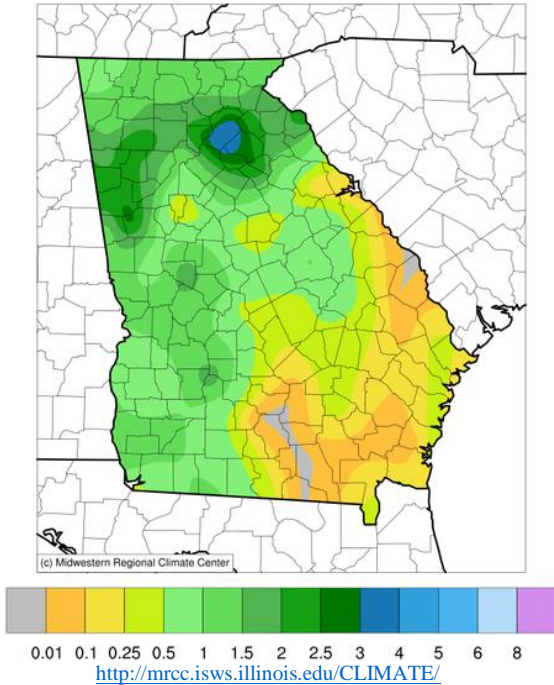 (c) Midwestern Regional Climate Center
0.01 0.1 0.25 0.5 1 1.5 2 2.5 3 4 5 6 8
http://mrcc.isws.illinois.edu/CLIMATE/